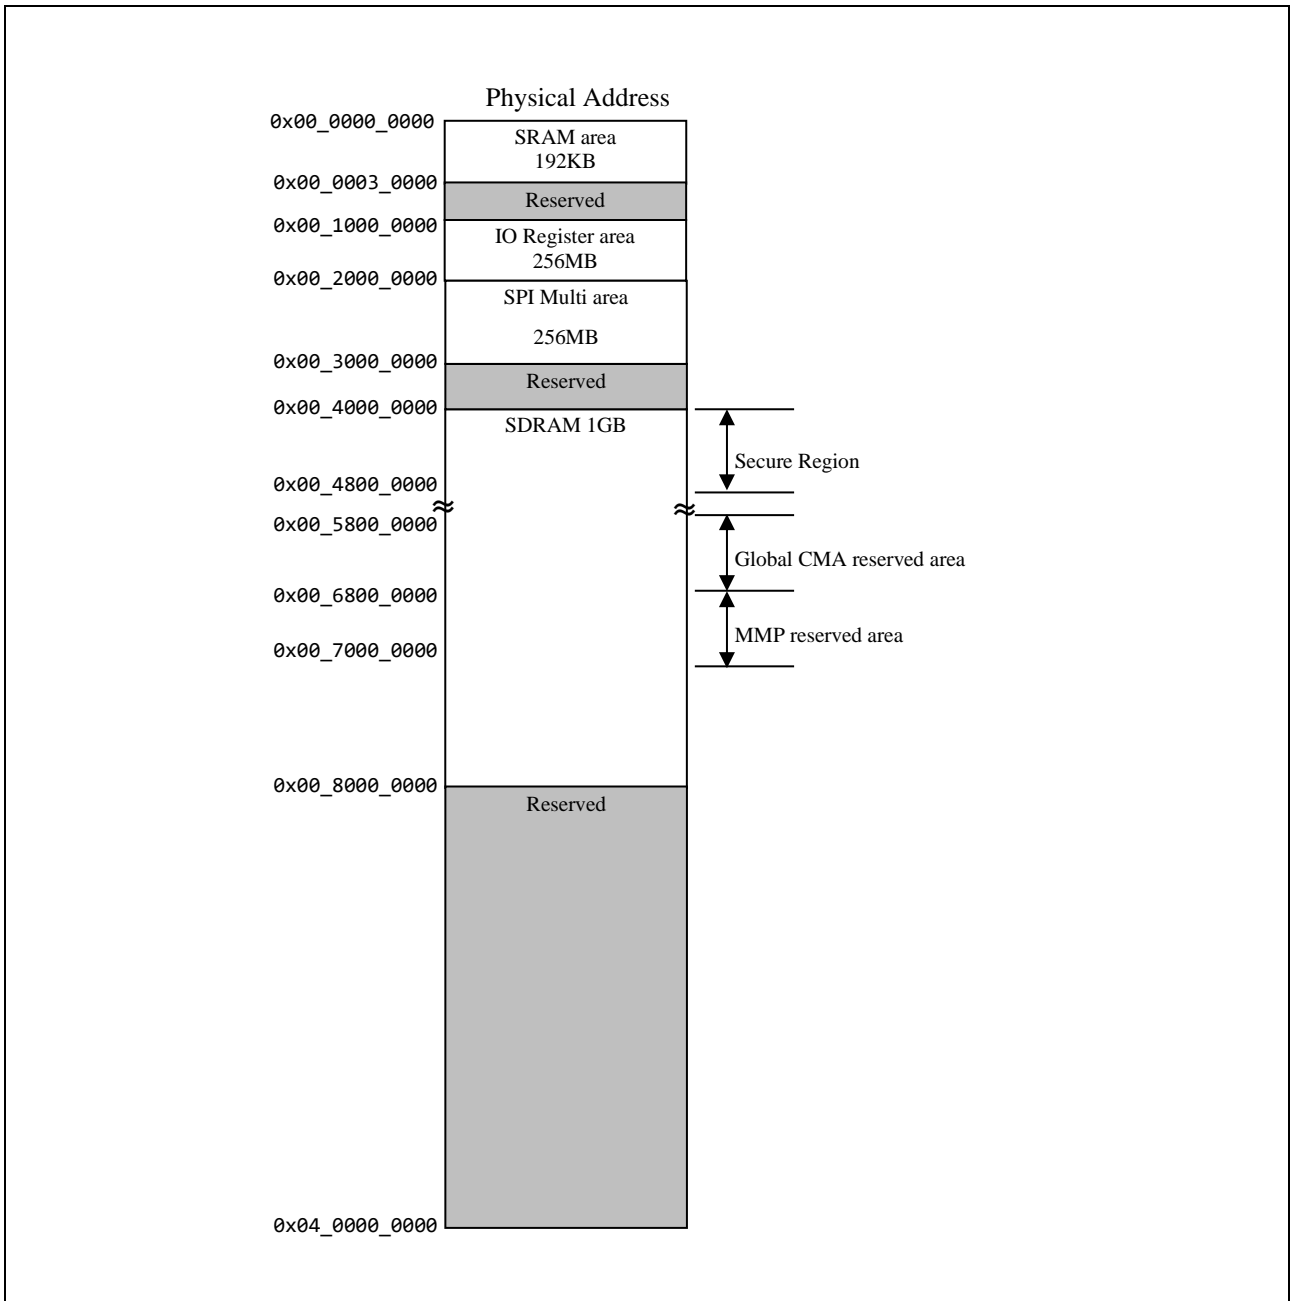 Physical Address
0x00_0000_0000
SRAM area
192KB
0x00_0003_0000
Reserved
0x00_1000_0000
IO Register area
256MB
0x00_2000_0000
SPI Multi area
256MB
0x00_3000_0000
Reserved
0x00_4000_0000
SDRAM 1GB
Secure Region
0x00_4800_0000
0x00_5800_0000
Global CMA reserved area
0x00_6800_0000
MMP reserved area
0x00_7000_0000
0x00_8000_0000
Reserved
0x04_0000_0000